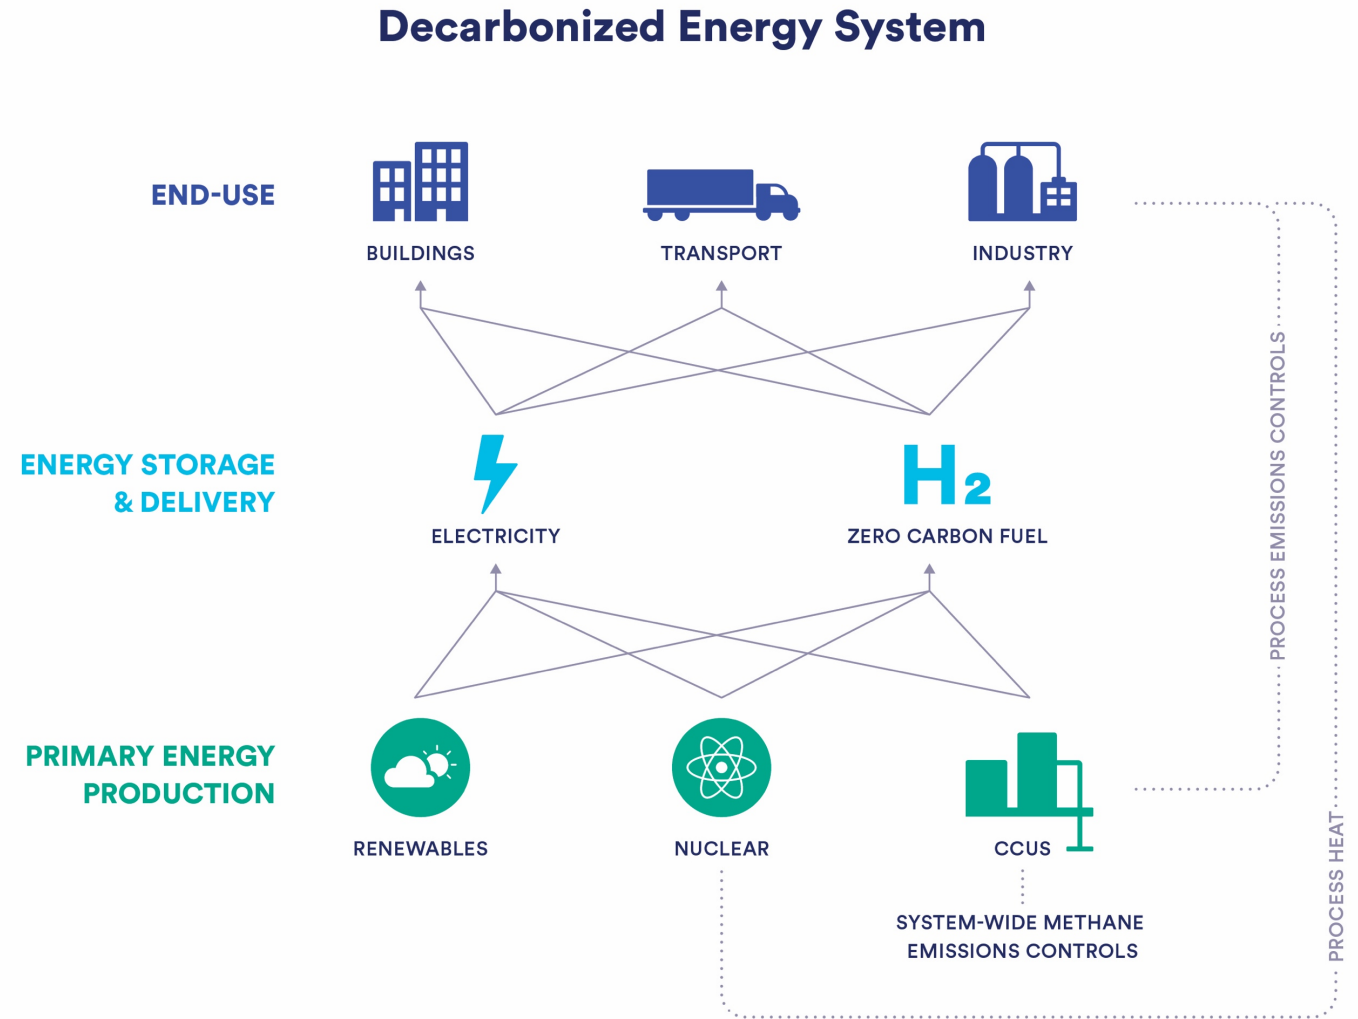 Decarbonized Energy System
END-USE
BUILDINGS
TRANSPORT
INDUSTRY
ENERGY STORAGE
& DELIVERY
H2
ELECTRICITY
ZERO CARBON FUEL
PROCESS EMISSIONS CONTROLS
PRIMARY ENERGY
PRODUCTION
RENEWABLES
NUCLEAR
CCUS
SYSTEM-WIDE METHANE
EMISSIONS CONTROLS
PROCESS HEAT